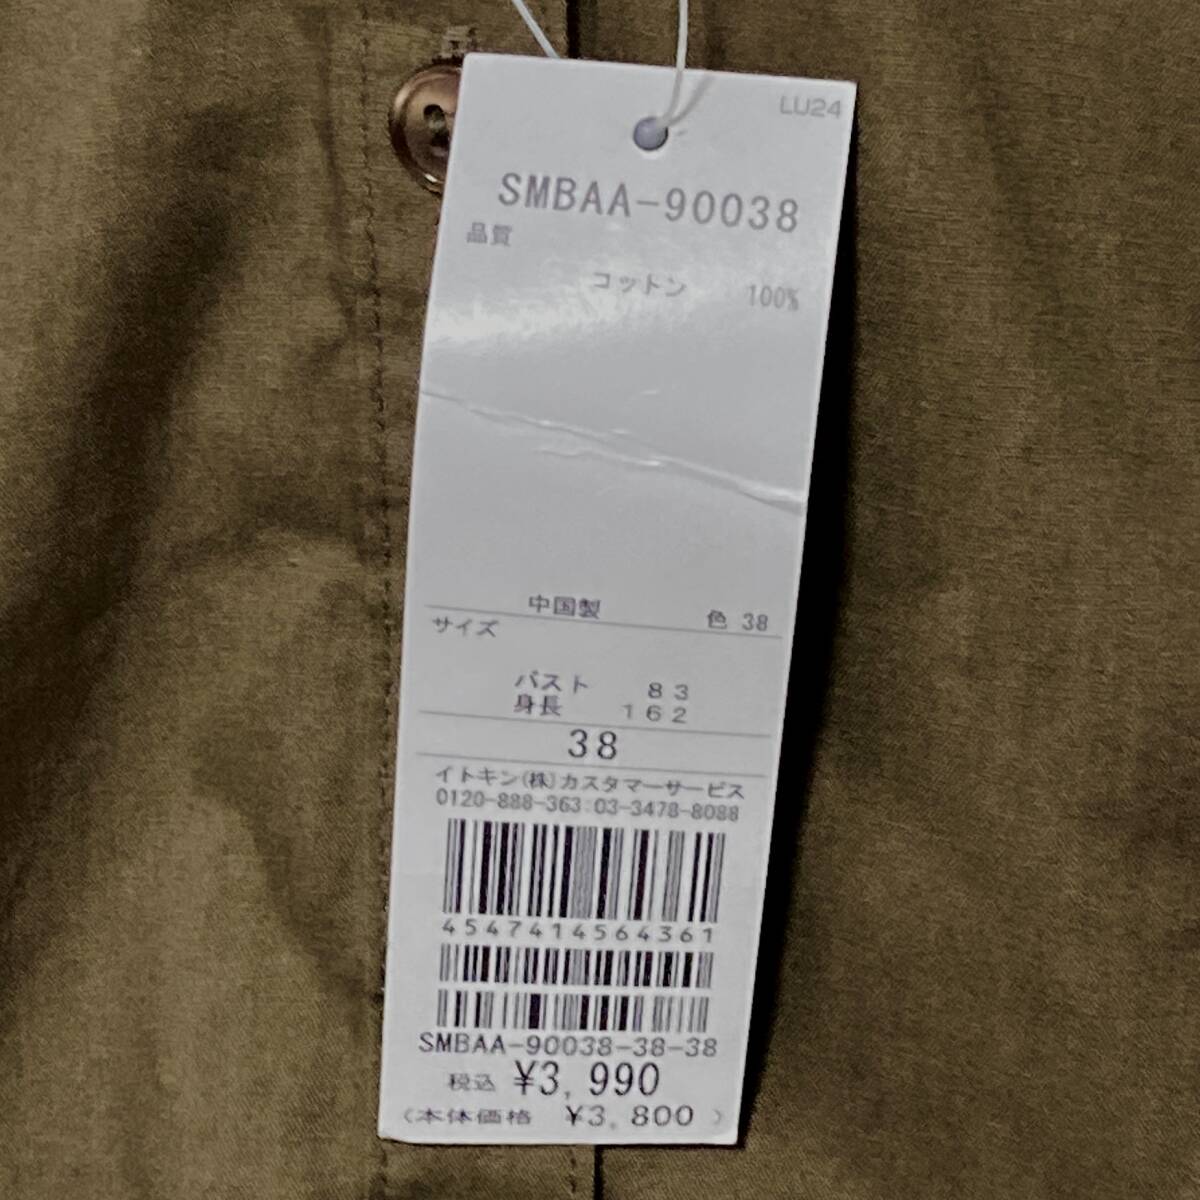 LU24
SMBAA-90038
品質
コットン 100%
中国製 色 38
サイズ
バスト 83
身長 162
38
イトキン(株)カスタマーサービス
0120-888-363:03-3478-8088
4547414564361
SMBAA-90038-38-38
税込 ¥3,990
(本体価格 ¥3,800 )